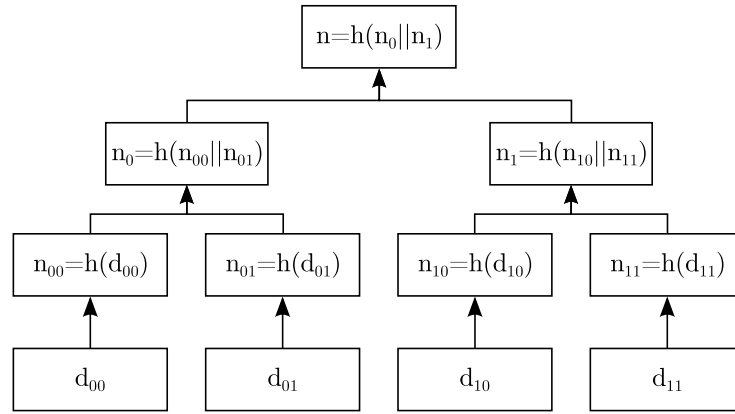 n=h(n₀||n₁)
n₀=h(n₀₀||n₀₁)
n₁=h(n₁₀||n₁₁)
n₀₀=h(d₀₀)
n₀₁=h(d₀₁)
n₁₀=h(d₁₀)
n₁₁=h(d₁₁)
d₀₀
d₀₁
d₁₀
d₁₁